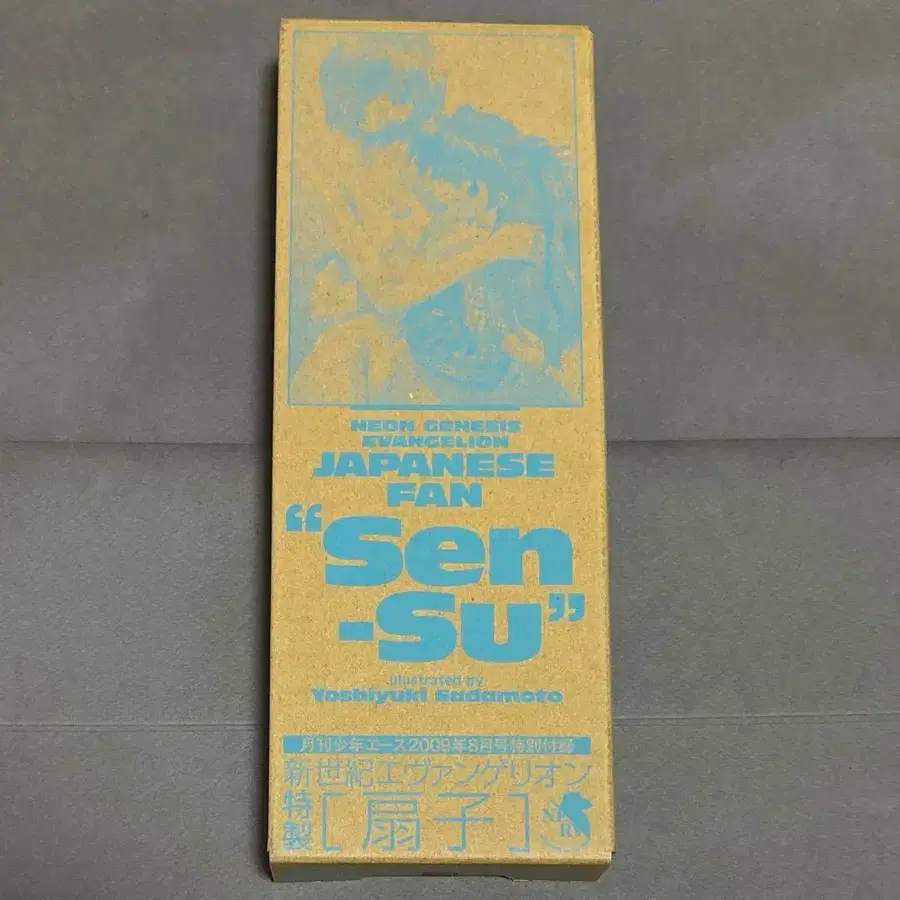 NEON GENESIS
EVANGELION
JAPANESE
FAN
“Sen
-Su”
illustrated by
Yoshiyuki Sadamoto
月刊少年エース2009年8月号特別付録
新世紀エヴァンゲリオン
特製[扇子]
NERV